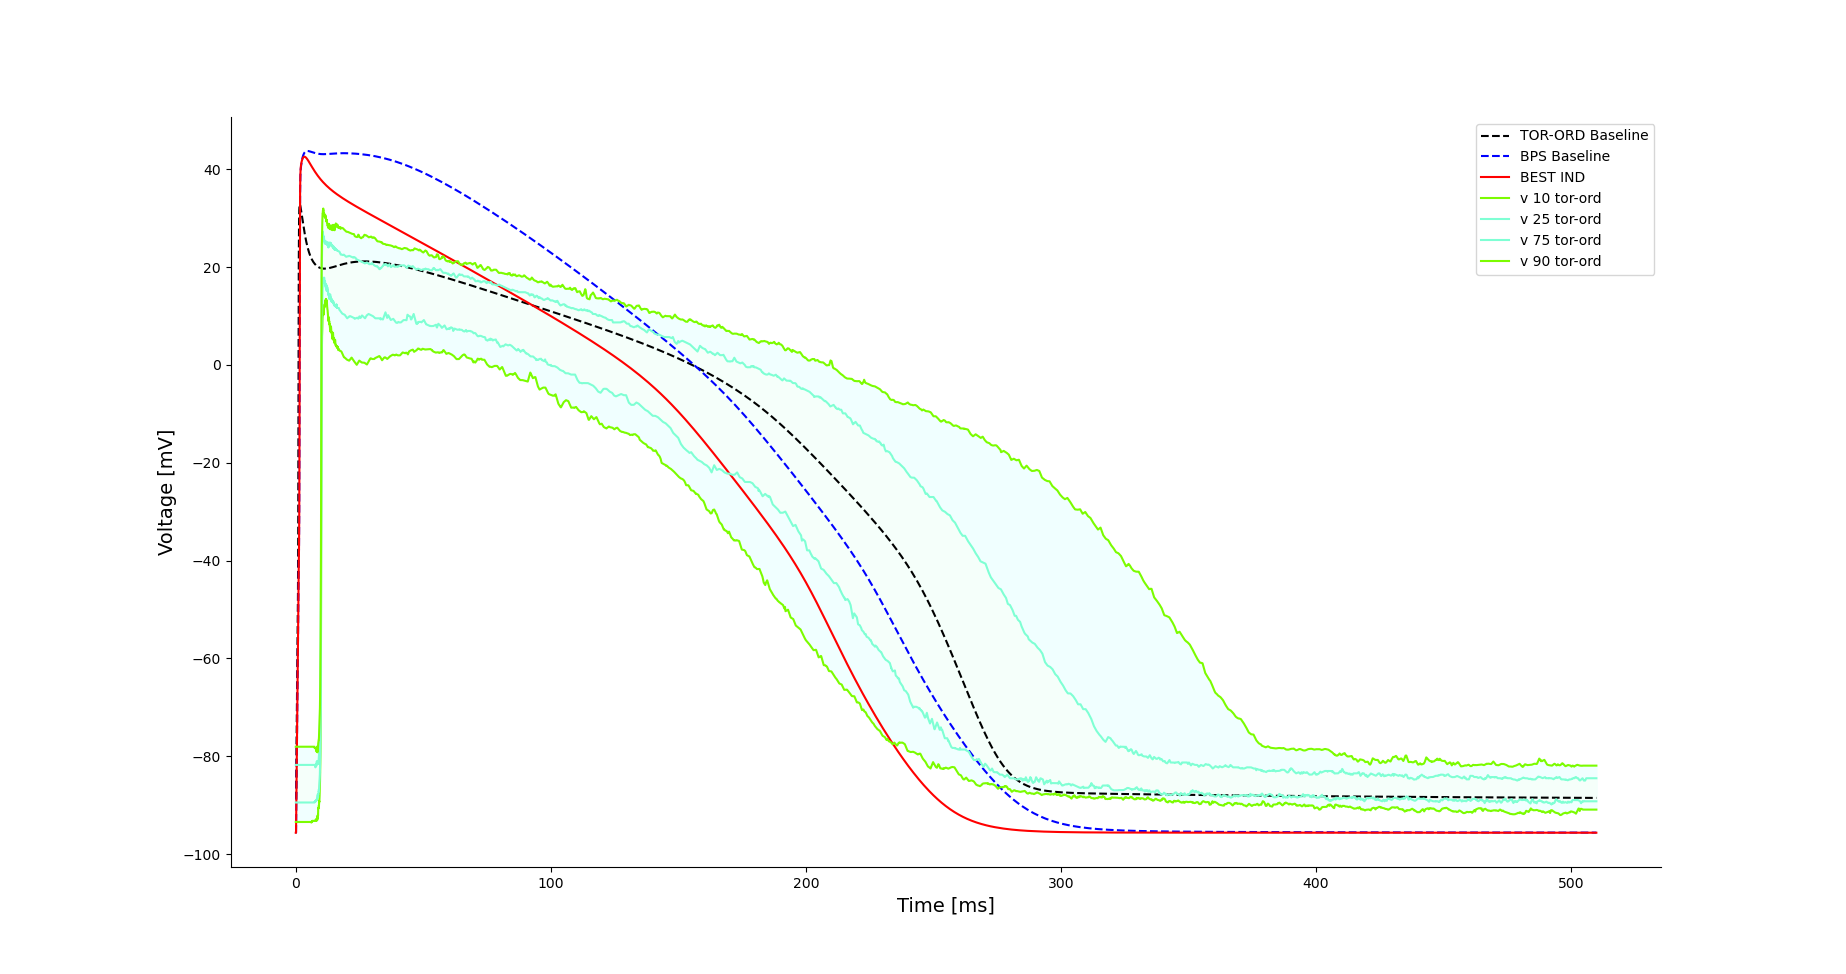 TOR-ORD Baseline
BPS Baseline
BEST IND
v 10 tor-ord
v 25 tor-ord
v 75 tor-ord
v 90 tor-ord
Voltage [mV]
40
20
0
−20
−40
−60
−80
−100
0 100 200 300 400 500
Time [ms]